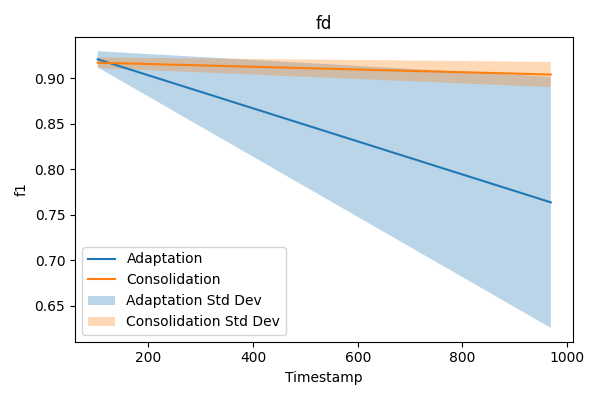 fd
f1
0.90
0.85
0.80
0.75
0.70
0.65
Adaptation
Consolidation
Adaptation Std Dev
Consolidation Std Dev
200
400
600
800
1000
Timestamp